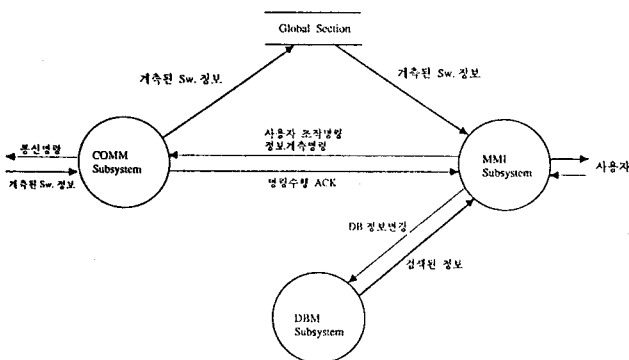 Global Section
계측된 Sw. 정보
계측된 Sw. 정보
통신명령
COMM
Subsystem
계측된 Sw. 정보
사용자 조작명령
정보계측명령
명령수행 ACK
MMI
Subsystem
사용자
DB 정보변경
검색된 정보
DBM
Subsystem